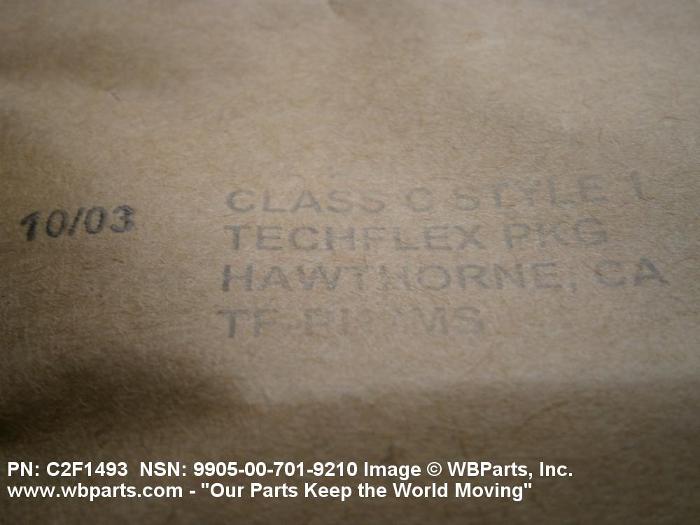 10/03
CLASS C STYLE 1
TECHFLEX PKG
HAWTHORNE, CA
PN: C2F1493 NSN: 9905-00-701-9210 Image © WBParts, Inc.
www.wbparts.com - "Our Parts Keep the World Moving"